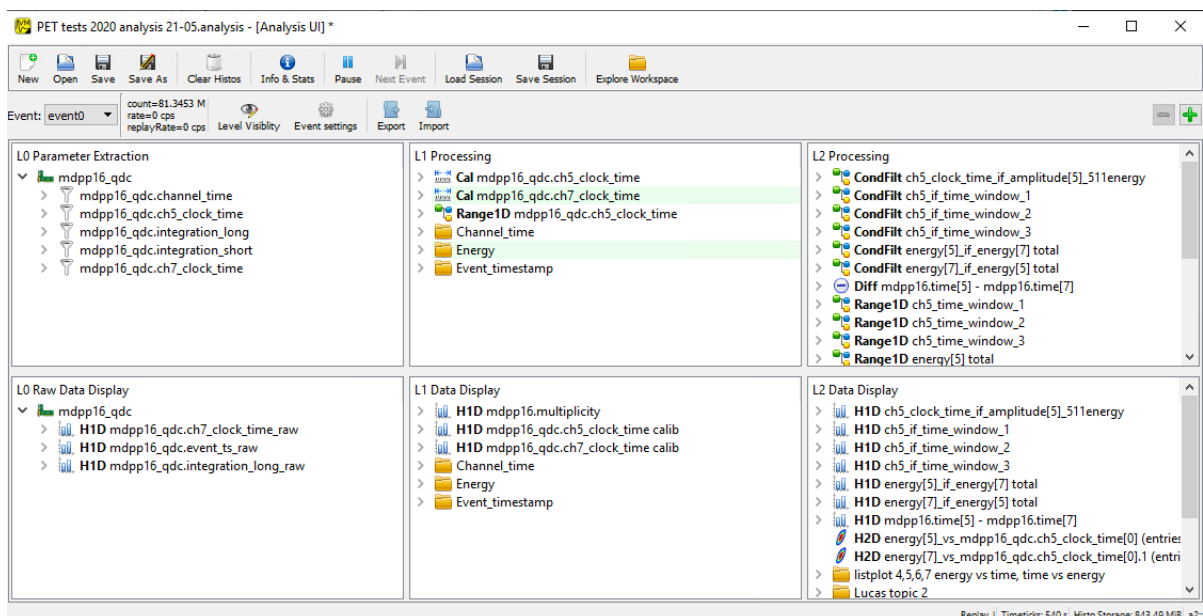 PET tests 2020 analysis 21-05.analysis - [Analysis UI] *
New Open Save Save As Clear Histos Info & Stats Pause Next Event Load Session Save Session Explore Workspace
Event: event0
count=81.3453 M
rate=0 cps
replayRate=0 cps
Level Visiblity Event settings Export Import
L0 Parameter Extraction
mdpp16_qdc
mdpp16_qdc.channel_time
mdpp16_qdc.ch5_clock_time
mdpp16_qdc.integration_long
mdpp16_qdc.integration_short
mdpp16_qdc.ch7_clock_time
L1 Processing
Cal mdpp16_qdc.ch5_clock_time
Cal mdpp16_qdc.ch7_clock_time
Range1D mdpp16_qdc.ch5_clock_time
Channel_time
Energy
Event_timestamp
L2 Processing
CondFilt ch5_clock_time_if_amplitude[5]_511energy
CondFilt ch5_if_time_window_1
CondFilt ch5_if_time_window_2
CondFilt ch5_if_time_window_3
CondFilt energy[5]_if_energy[7] total
CondFilt energy[7]_if_energy[5] total
Diff mdpp16.time[5] - mdpp16.time[7]
Range1D ch5_time_window_1
Range1D ch5_time_window_2
Range1D ch5_time_window_3
Range1D energy[5] total
L0 Raw Data Display
mdpp16_qdc
H1D mdpp16_qdc.ch7_clock_time_raw
H1D mdpp16_qdc.event_ts_raw
H1D mdpp16_qdc.integration_long_raw
L1 Data Display
H1D mdpp16.multiplicity
H1D mdpp16_qdc.ch5_clock_time calib
H1D mdpp16_qdc.ch7_clock_time calib
Channel_time
Energy
Event_timestamp
L2 Data Display
H1D ch5_clock_time_if_amplitude[5]_511energy
H1D ch5_if_time_window_1
H1D ch5_if_time_window_2
H1D ch5_if_time_window_3
H1D energy[5]_if_energy[7] total
H1D energy[7]_if_energy[5] total
H1D mdpp16.time[5] - mdpp16.time[7]
H2D energy[5]_vs_mdpp16_qdc.ch5_clock_time[0] (entries
H2D energy[7]_vs_mdpp16_qdc.ch5_clock_time[0].1 (entri
listplot 4,5,6,7 energy vs time, time vs energy
Lucas topic 2
Replay | Timeticks: 540 s Histo Storage: 843.49 MiB